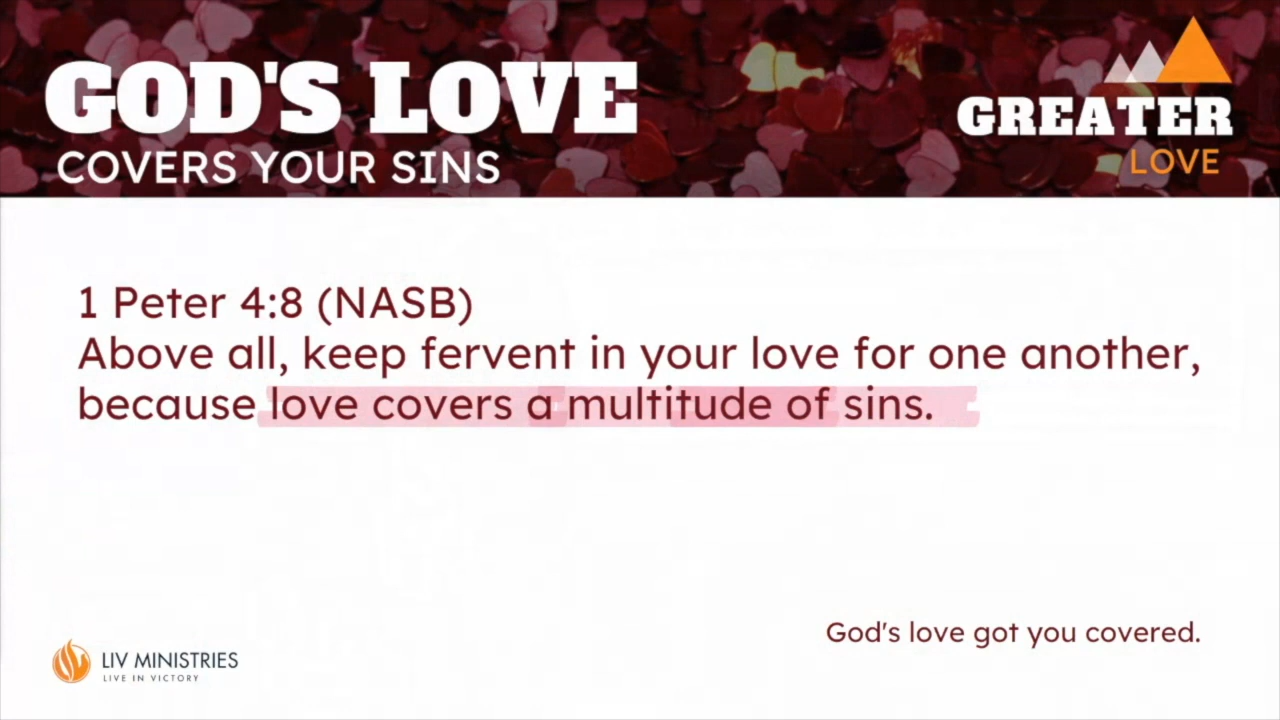 GOD'S LOVE
COVERS YOUR SINS
GREATER
LOVE
1 Peter 4:8 (NASB)
Above all, keep fervent in your love for one another,
because love covers a multitude of sins.
God's love got you covered.
LIV MINISTRIES
LIVE IN VICTORY